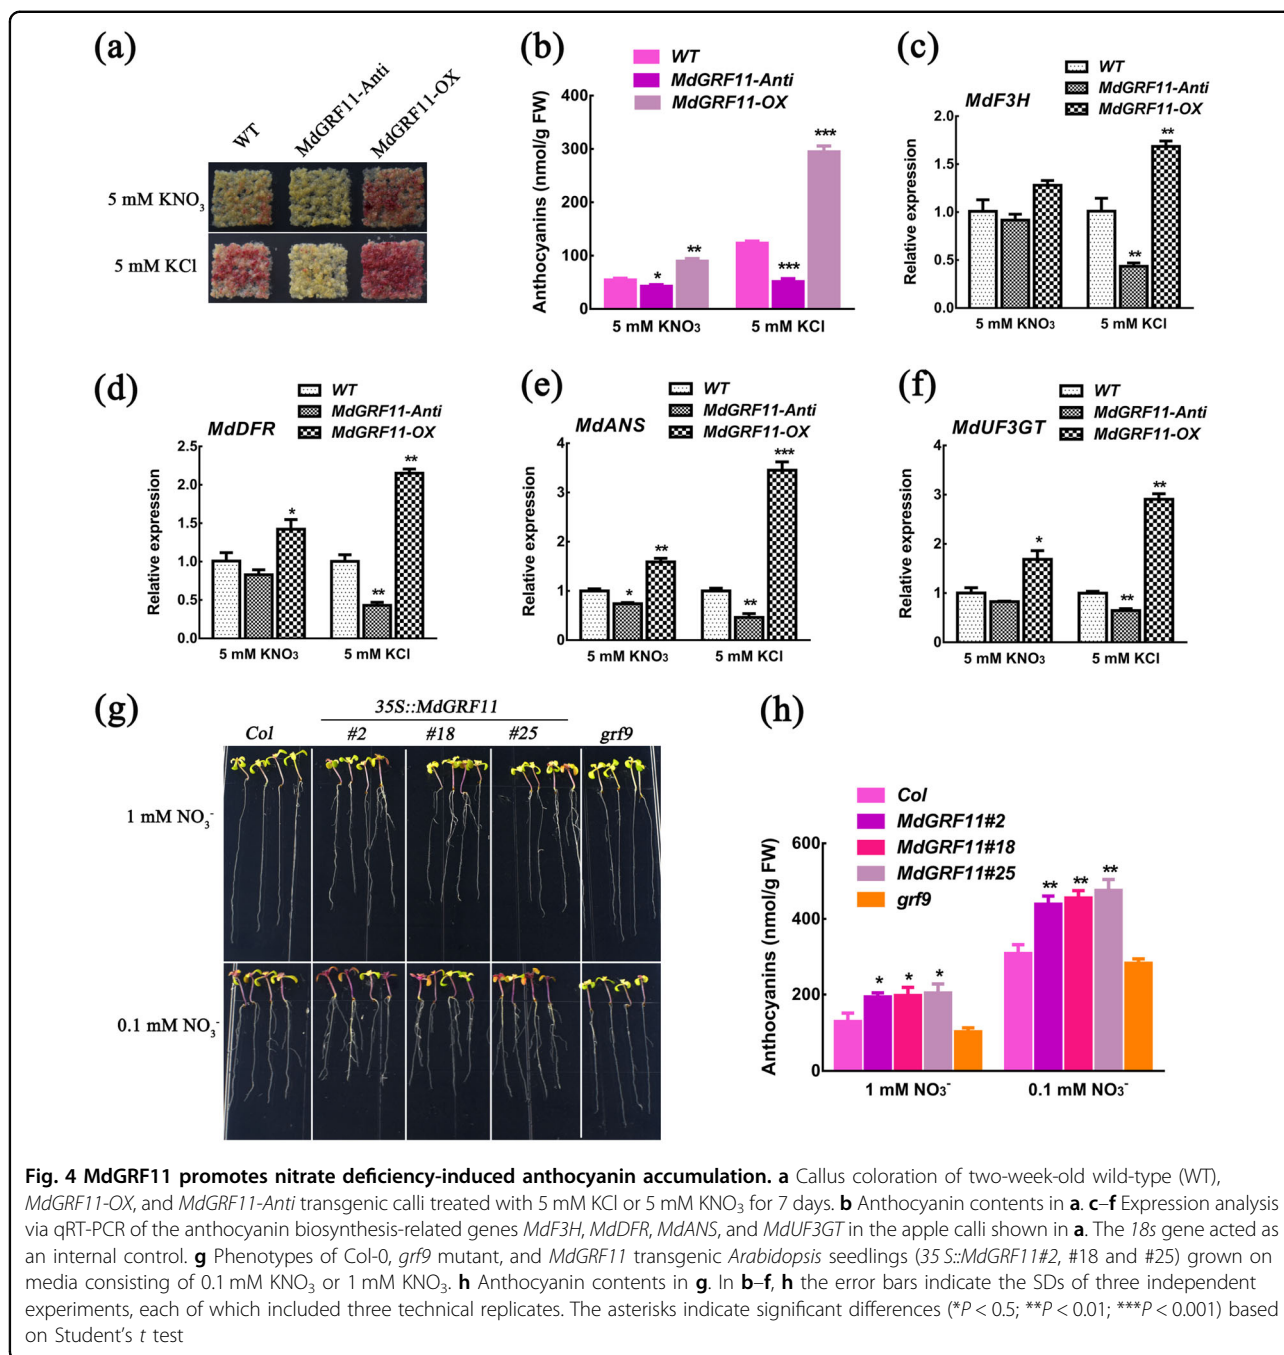 (a)
WT
MdGRF11-Anti
MdGRF11-OX
5 mM KNO₃
5 mM KCl
(b)
WT
MdGRF11-Anti
MdGRF11-OX
Anthocyanins (nmol/g FW)
400
300
200
100
0
*
**
***
***
5 mM KNO₃
5 mM KCl
(c)
WT
MdGRF11-Anti
MdGRF11-OX
MdF3H
Relative expression
2.0
1.5
1.0
0.5
0.0
**
**
5 mM KNO₃
5 mM KCl
(d)
WT
MdGRF11-Anti
MdGRF11-OX
MdDFR
Relative expression
2.5
2.0
1.5
1.0
0.5
0.0
*
**
**
5 mM KNO₃
5 mM KCl
(e)
WT
MdGRF11-Anti
MdGRF11-OX
MdANS
Relative expression
4
3
2
1
0
*
**
**
***
5 mM KNO₃
5 mM KCl
(f)
WT
MdGRF11-Anti
MdGRF11-OX
MdUF3GT
Relative expression
4
3
2
1
0
*
**
**
5 mM KNO₃
5 mM KCl
(g)
35S::MdGRF11
Col #2 #18 #25 grf9
1 mM NO₃⁻
0.1 mM NO₃⁻
(h)
Col
MdGRF11#2
MdGRF11#18
MdGRF11#25
grf9
Anthocyanins (nmol/g FW)
600
400
200
0
* * *
** ** **
1 mM NO₃⁻
0.1 mM NO₃⁻
Fig. 4 MdGRF11 promotes nitrate deficiency-induced anthocyanin accumulation. a Callus coloration of two-week-old wild-type (WT),
MdGRF11-OX, and MdGRF11-Anti transgenic calli treated with 5 mM KCl or 5 mM KNO₃ for 7 days. b Anthocyanin contents in a. c–f Expression analysis
via qRT-PCR of the anthocyanin biosynthesis-related genes MdF3H, MdDFR, MdANS, and MdUF3GT in the apple calli shown in a. The 18s gene acted as
an internal control. g Phenotypes of Col-0, grf9 mutant, and MdGRF11 transgenic Arabidopsis seedlings (35 S::MdGRF11#2, #18 and #25) grown on
media consisting of 0.1 mM KNO₃ or 1 mM KNO₃. h Anthocyanin contents in g. In b–f, h the error bars indicate the SDs of three independent
experiments, each of which included three technical replicates. The asterisks indicate significant differences (*P < 0.5; **P < 0.01; ***P < 0.001) based
on Student's t test